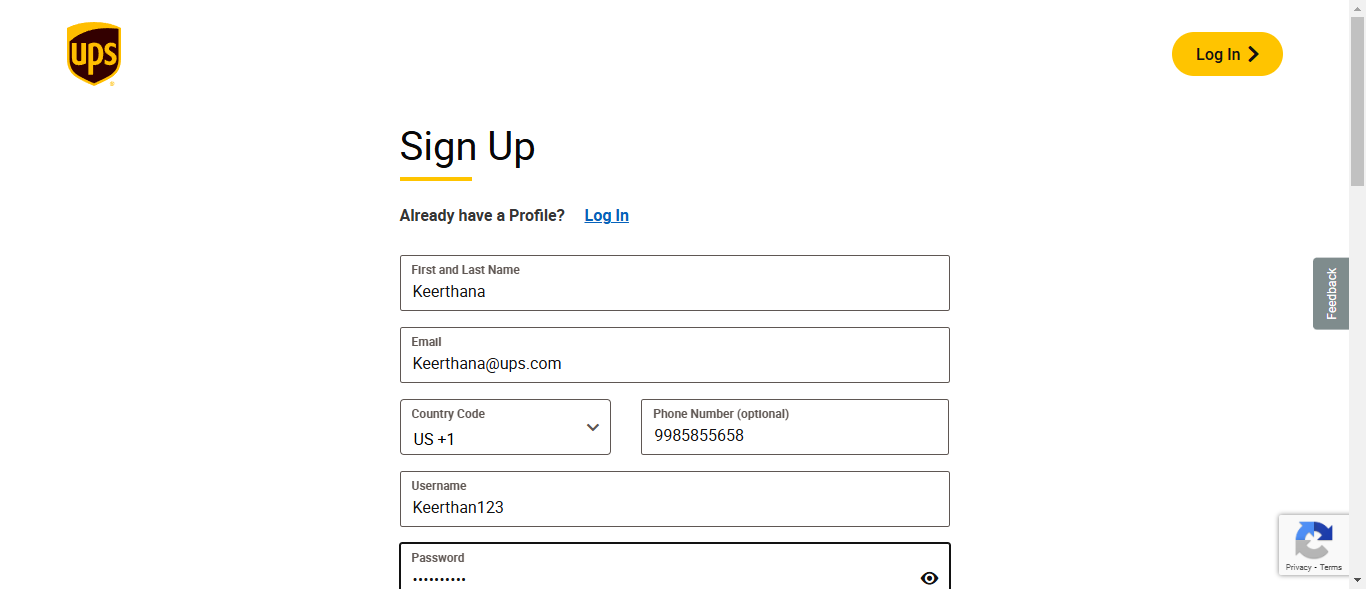 ups
Log In
Sign Up
Already have a Profile? Log In
First and Last Name
Keerthana
Email
Keerthana@ups.com
Country Code
US +1
Phone Number (optional)
9985855658
Username
Keerthan123
Password
••••••••••
Feedback
Privacy - Terms